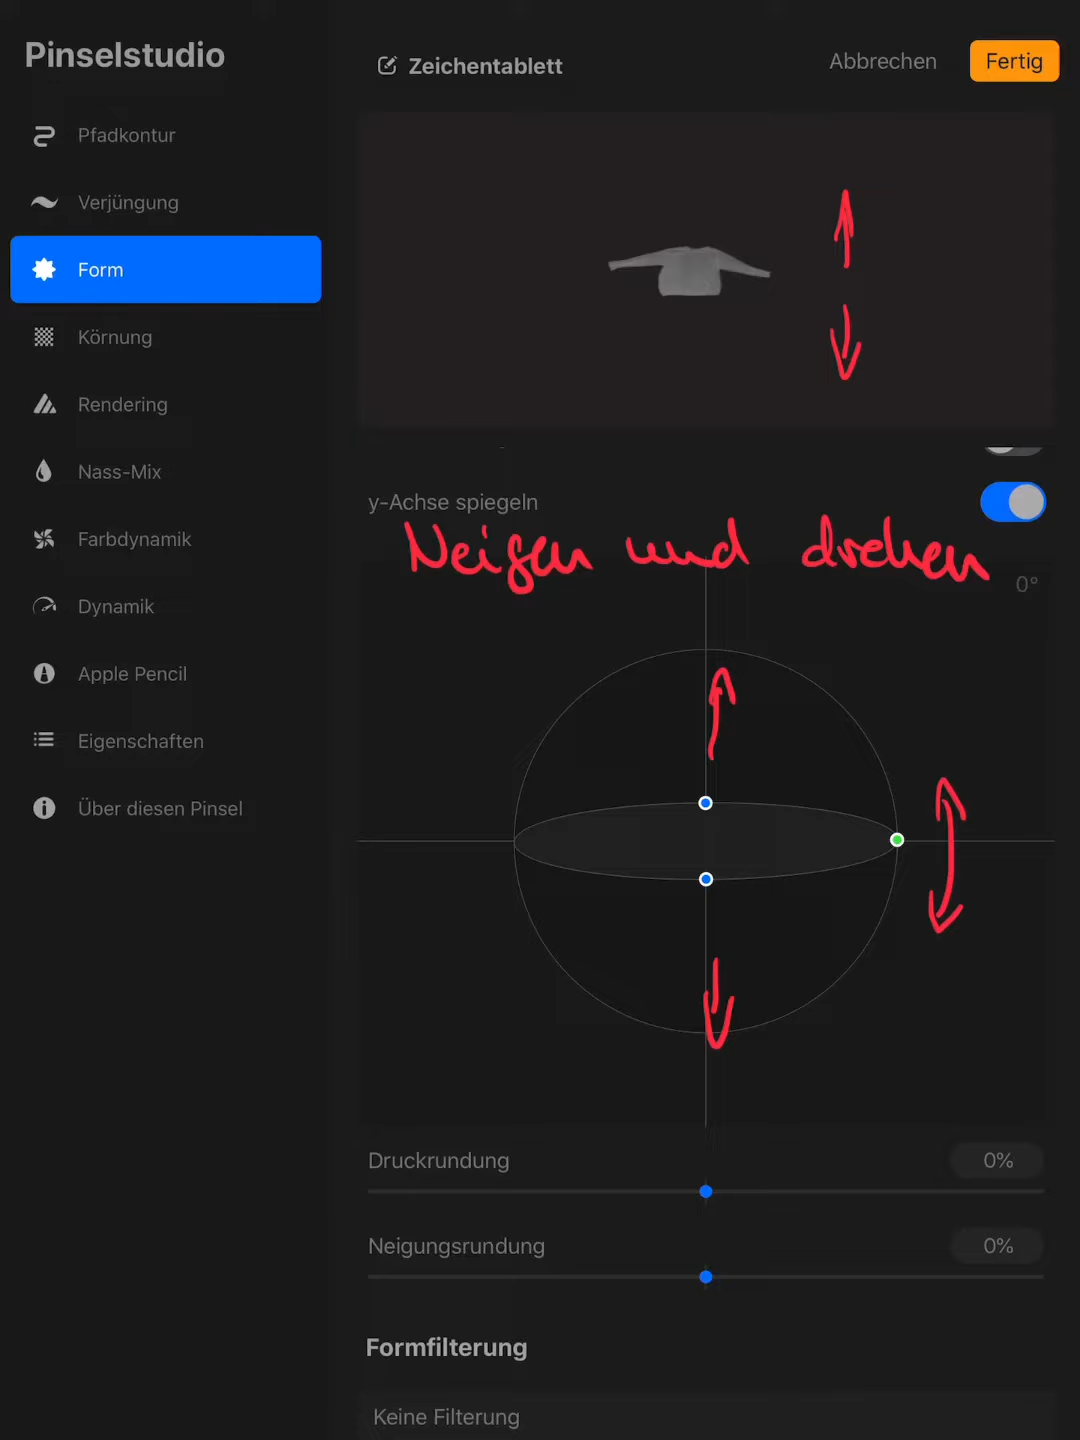 Pinselstudio
Zeichentablett
Abbrechen
Fertig
Pfadkontur
Verjüngung
Form
Körnung
Rendering
Nass-Mix
Farbdynamik
Dynamik
Apple Pencil
Eigenschaften
Über diesen Pinsel
y-Achse spiegeln
Neigen und drehen
0°
Druckrundung
0%
Neigungsrundung
0%
Formfilterung
Keine Filterung